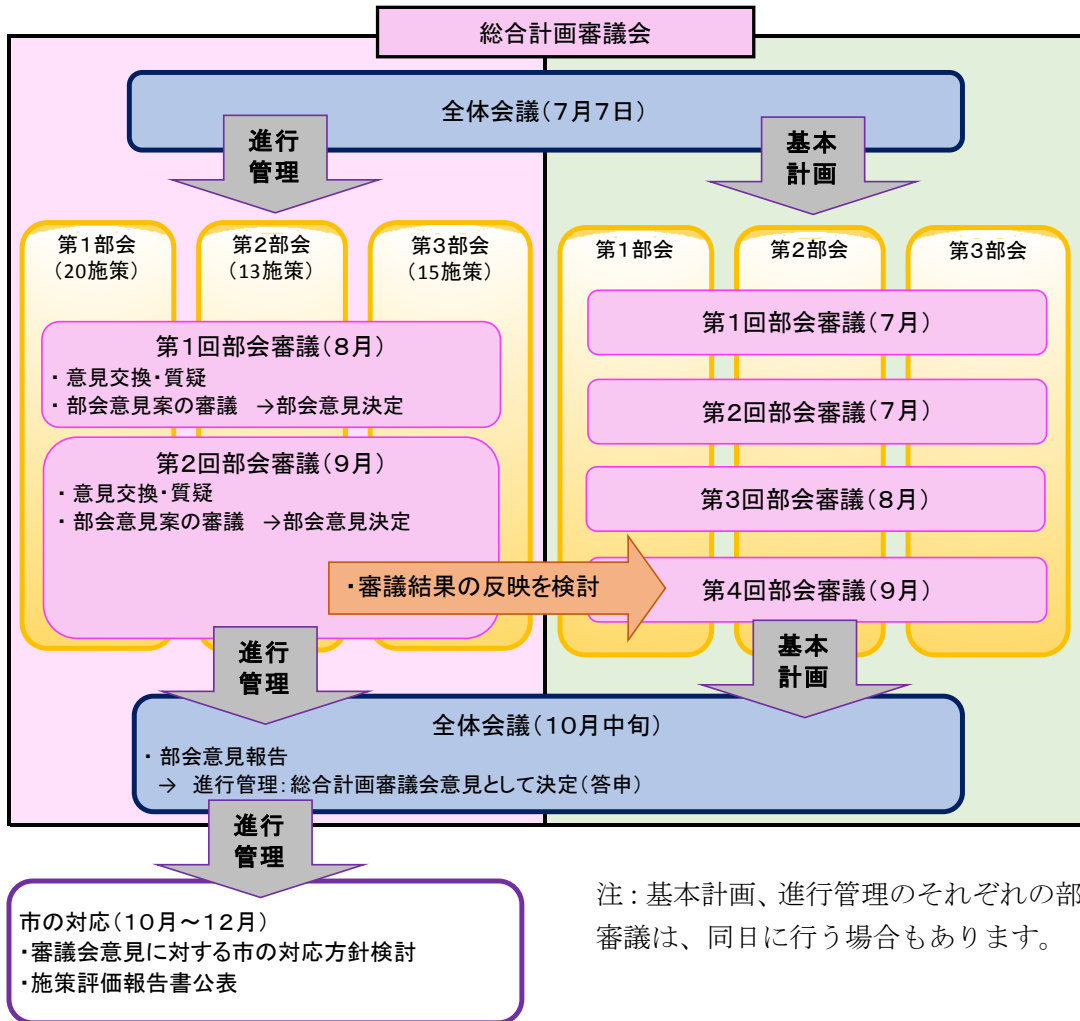 総合計画審議会
全体会議(7月7日)
進行
管理
基本
計画
第1部会
(20施策)
第2部会
(13施策)
第3部会
(15施策)
第1回部会審議(8月)
・意見交換・質疑
・部会意見案の審議 →部会意見決定
第2回部会審議(9月)
・意見交換・質疑
・部会意見案の審議 →部会意見決定
第1部会
第2部会
第3部会
第1回部会審議(7月)
第2回部会審議(7月)
第3回部会審議(8月)
・審議結果の反映を検討
第4回部会審議(9月)
進行
管理
基本
計画
全体会議(10月中旬)
・部会意見報告
→ 進行管理:総合計画審議会意見として決定(答申)
進行
管理
市の対応(10月~12月)
・審議会意見に対する市の対応方針検討
・施策評価報告書公表
注:基本計画、進行管理のそれぞれの部
審議は、同日に行う場合もあります。